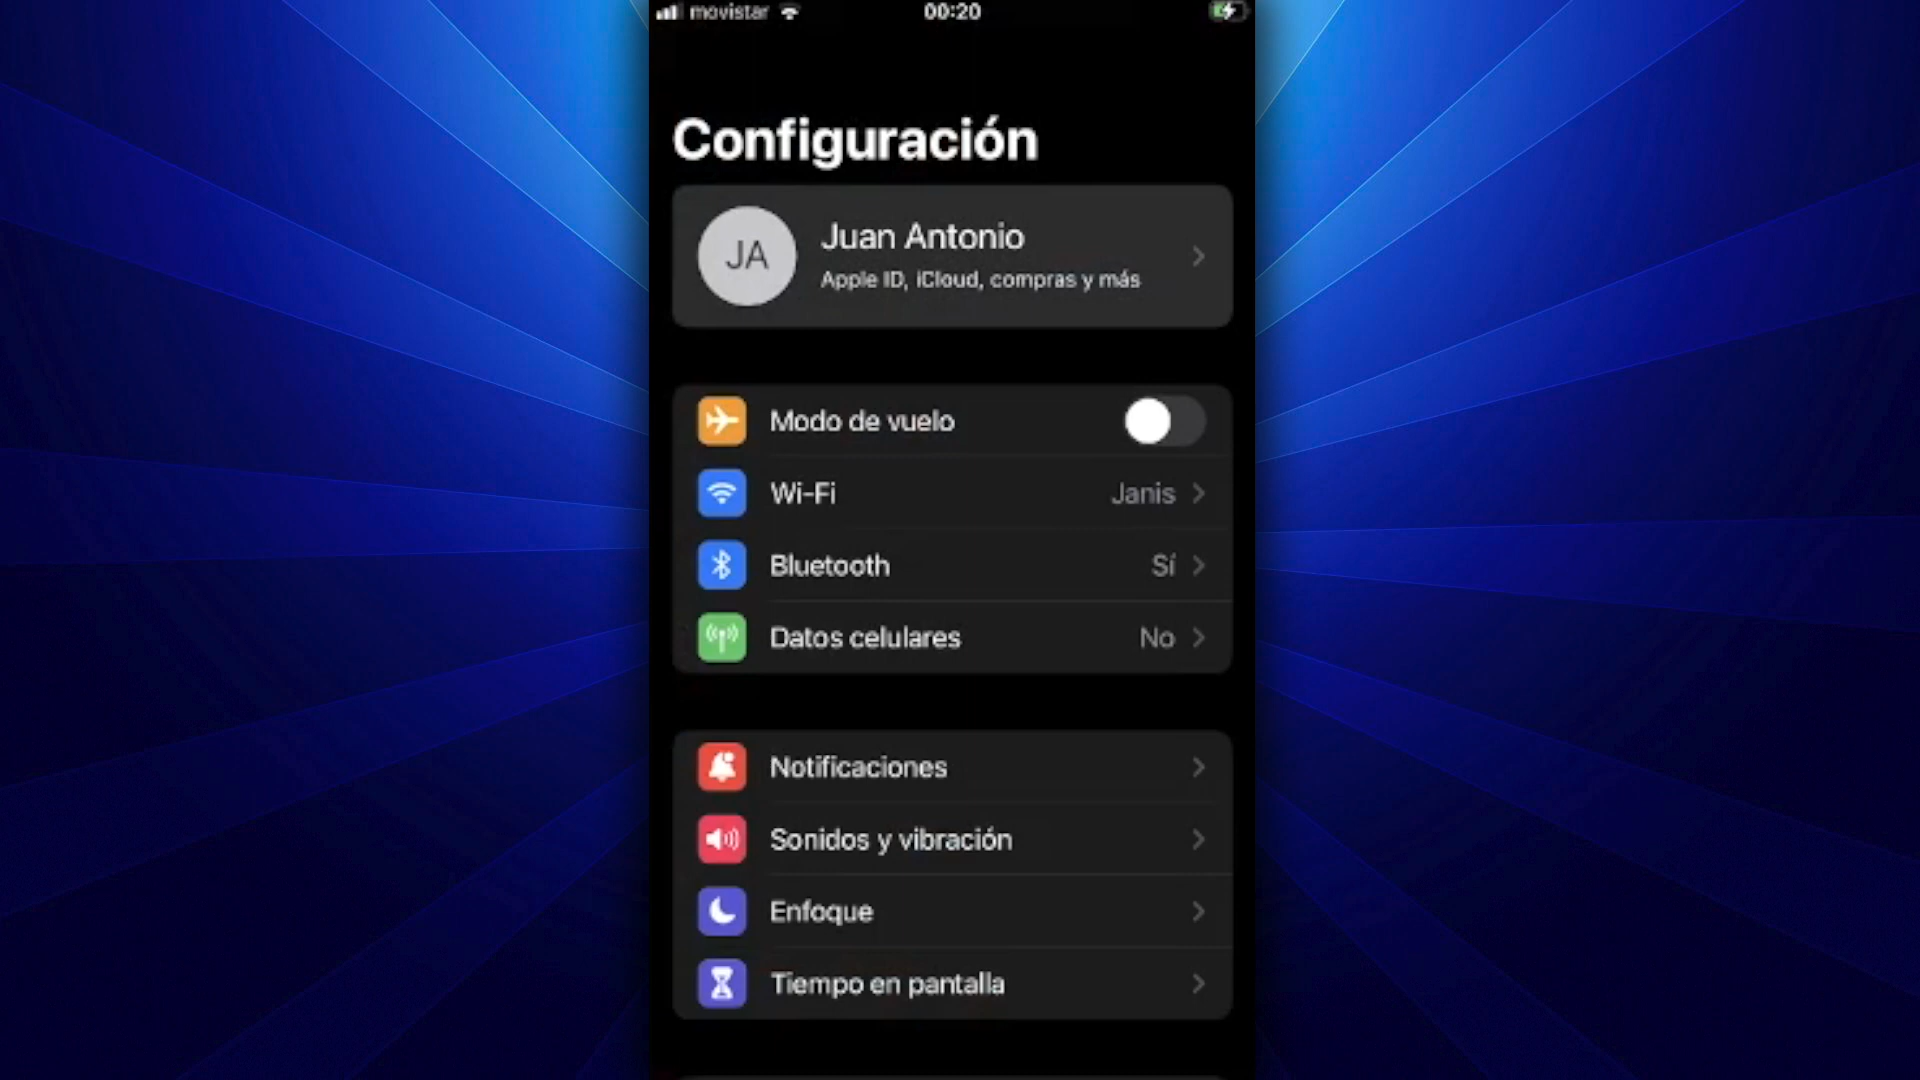 movistar 00:20
Configuración
JA
Juan Antonio
Apple ID, iCloud, compras y más
Modo de vuelo
Wi-Fi Janis
Bluetooth Sí
Datos celulares No
Notificaciones
Sonidos y vibración
Enfoque
Tiempo en pantalla